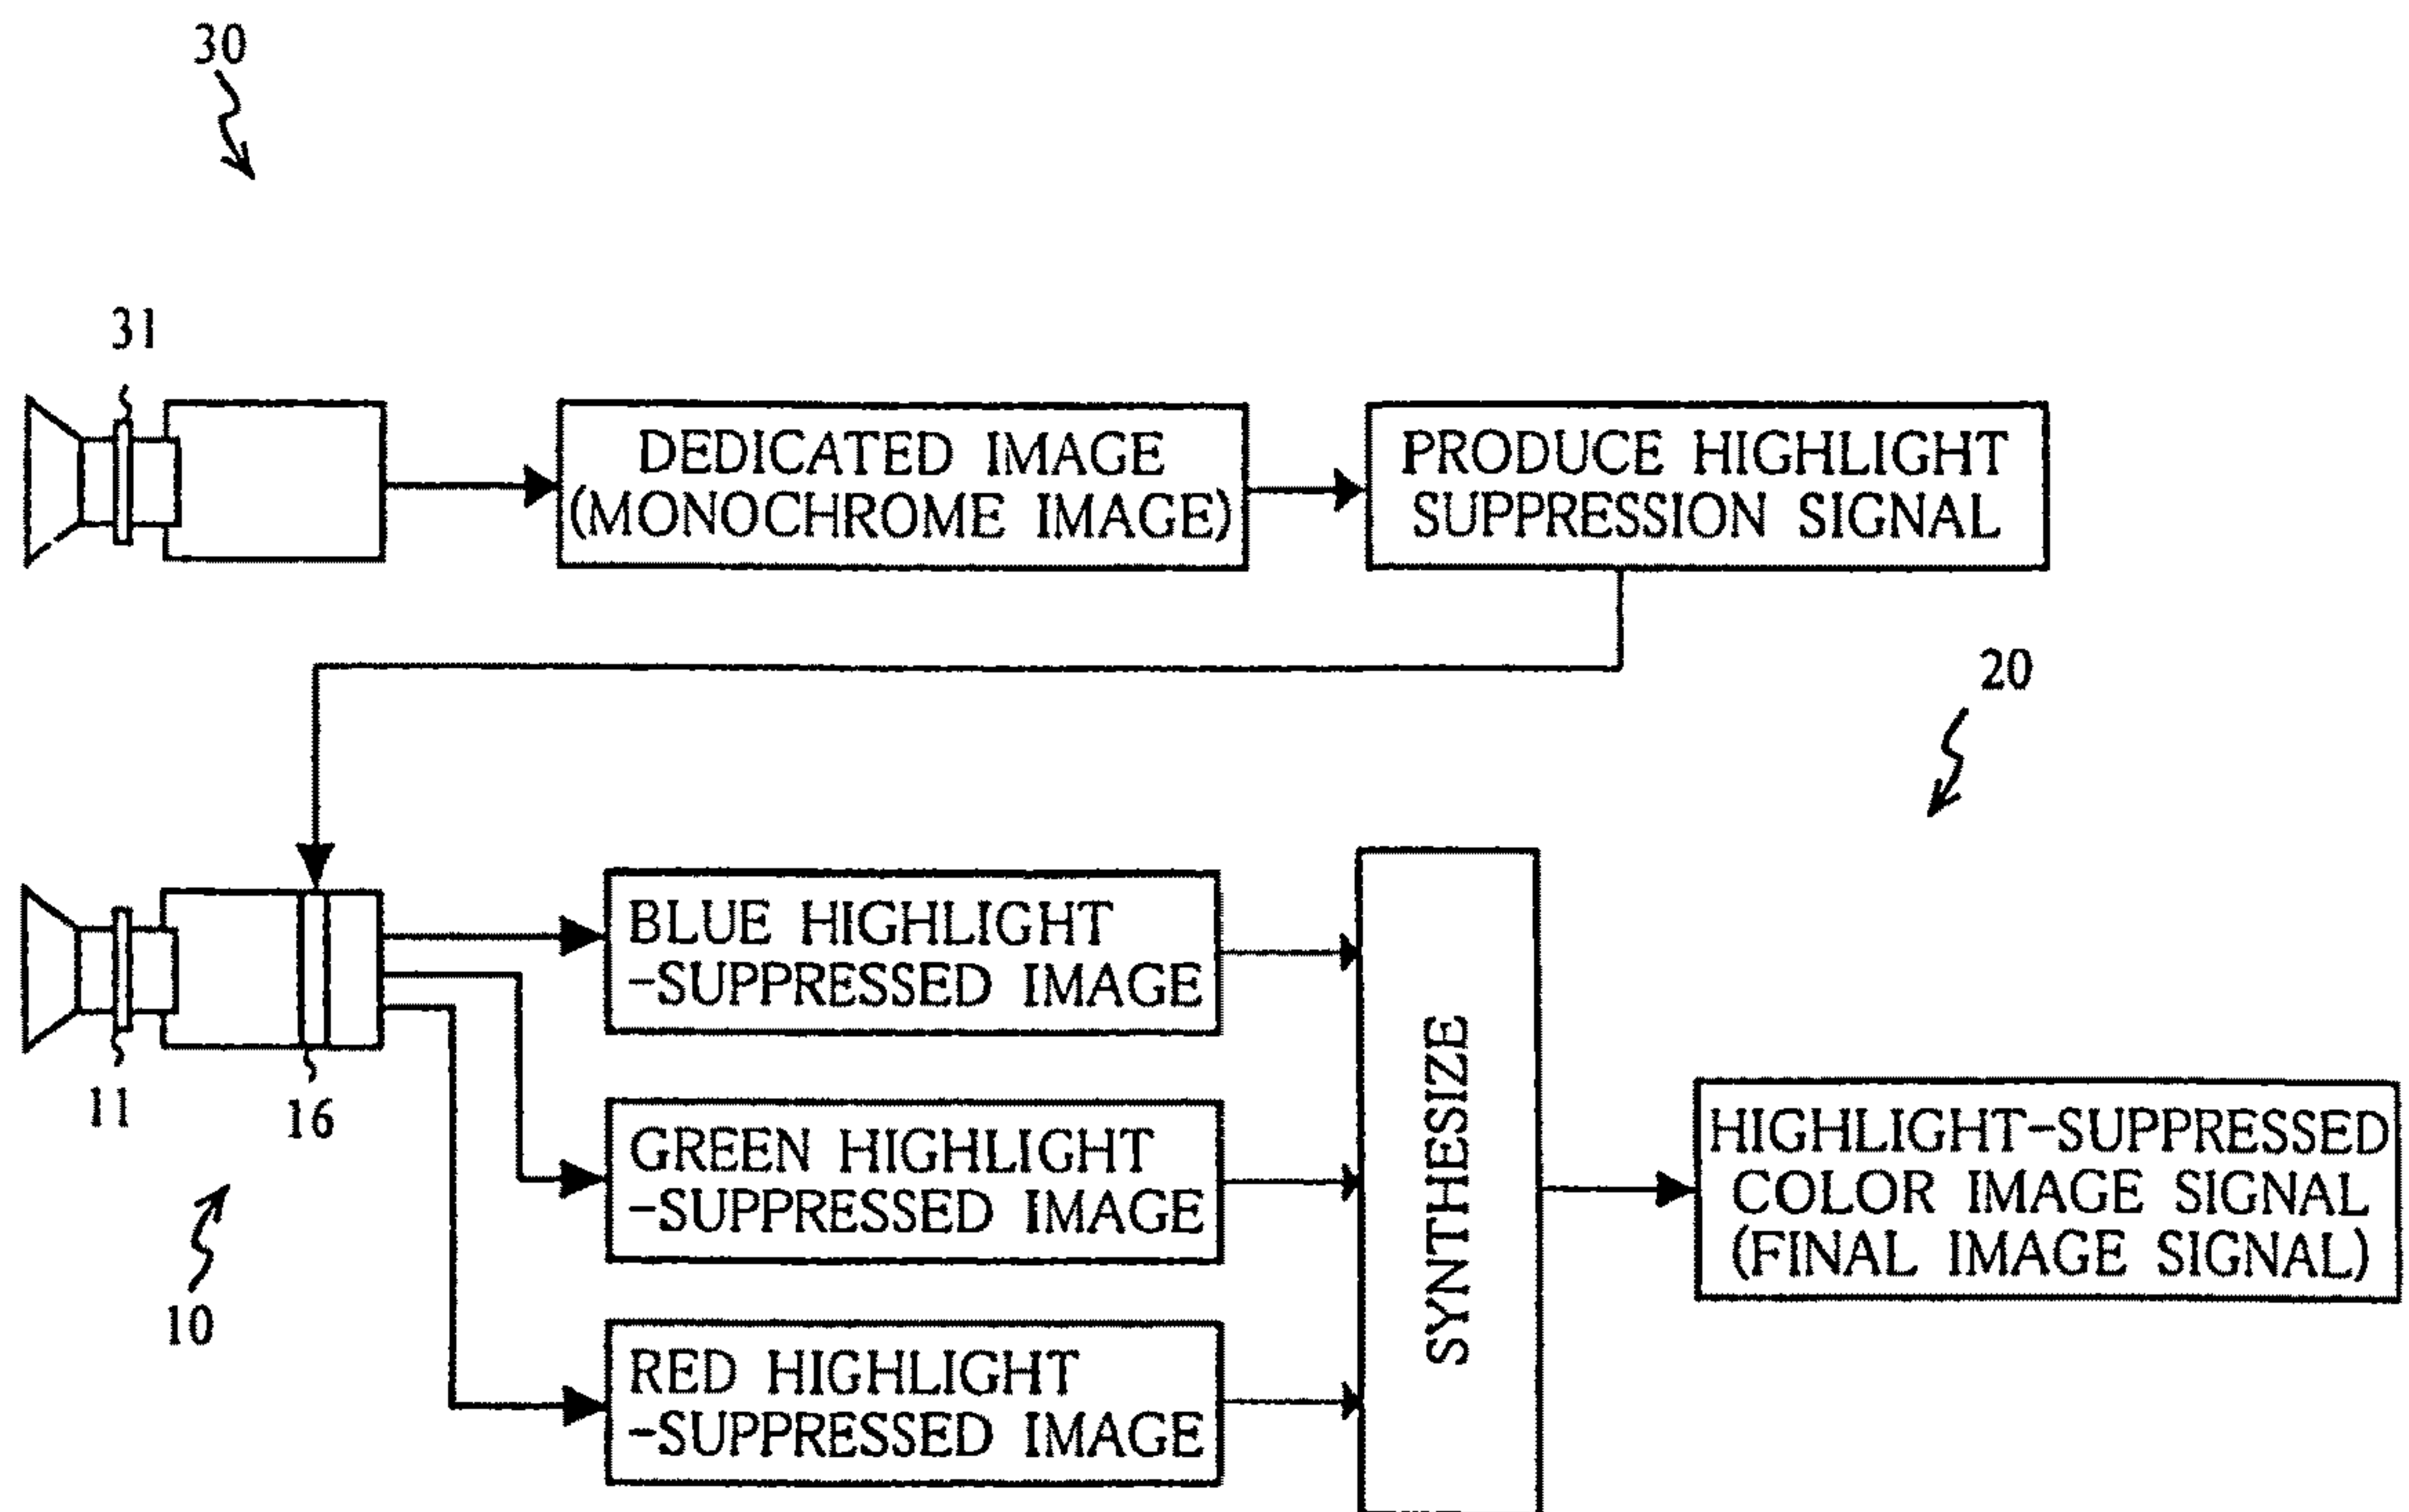 30
31
DEDICATED IMAGE
(MONOCHROME IMAGE)
PRODUCE HIGHLIGHT
SUPPRESSION SIGNAL
20
BLUE HIGHLIGHT
-SUPPRESSED IMAGE
11
16
GREEN HIGHLIGHT
-SUPPRESSED IMAGE
SYNTHESIZE
HIGHLIGHT-SUPPRESSED
COLOR IMAGE SIGNAL
(FINAL IMAGE SIGNAL)
10
RED HIGHLIGHT
-SUPPRESSED IMAGE